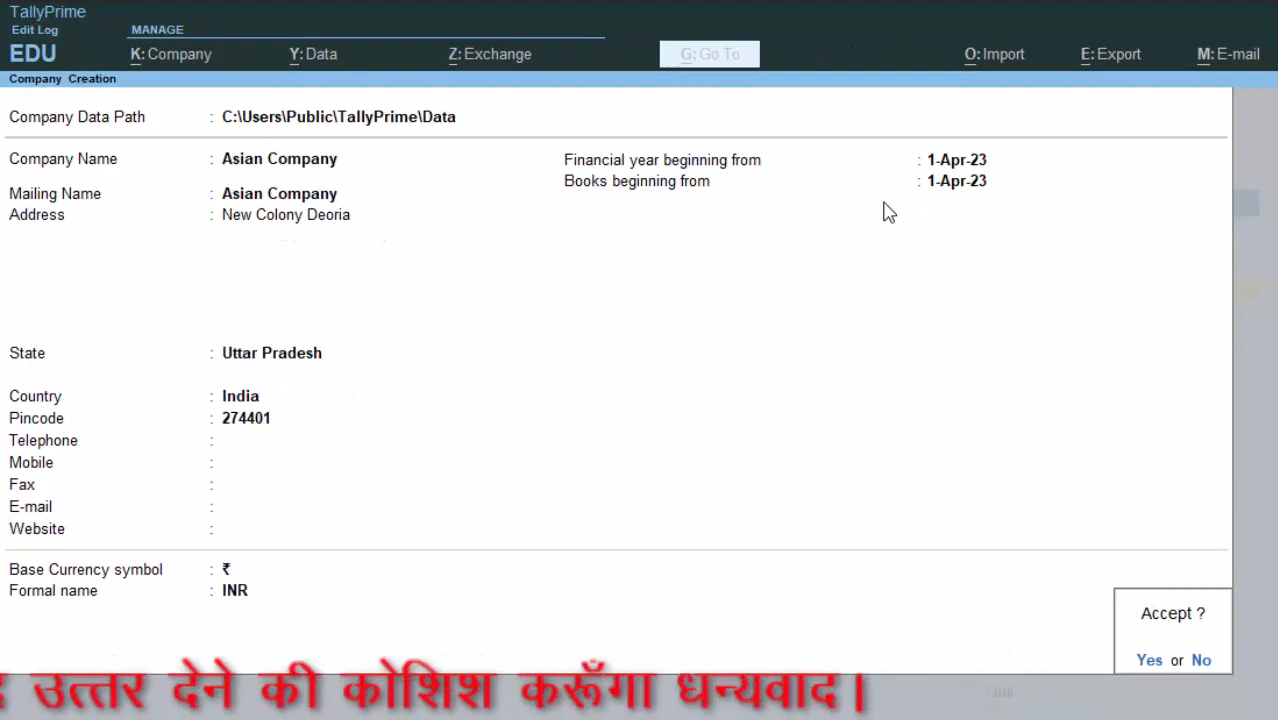 TallyPrime
Edit Log
MANAGE
EDU
K: Company
Y: Data
Z: Exchange
G: Go To
O: Import
E: Export
M: E-mail
Company Creation
Company Data Path : C:\Users\Public\TallyPrime\Data
Company Name : Asian Company
Financial year beginning from : 1-Apr-23
Books beginning from : 1-Apr-23
Mailing Name : Asian Company
Address : New Colony Deoria
State : Uttar Pradesh
Country : India
Pincode : 274401
Telephone :
Mobile :
Fax :
E-mail :
Website :
Base Currency symbol : ₹
Formal name : INR
Accept ?
Yes or No
उत्तर देने की कोशिश करूँगा धन्यवाद।